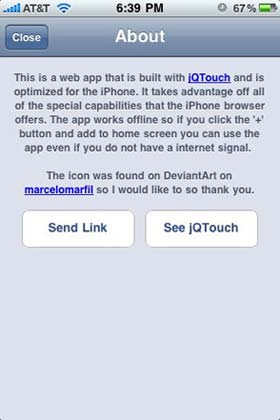 AT&T 6:39 PM 67%
Close About
This is a web app that is built with jQTouch and is
optimized for the iPhone. It takes advantage off all
of the special capabilities that the iPhone browser
offers. The app works offline so if you click the '+'
button and add to home screen you can use the
app even if you do not have a internet signal.
The icon was found on DeviantArt on
marcelomarfil so I would like to so thank you.
Send Link See jQTouch